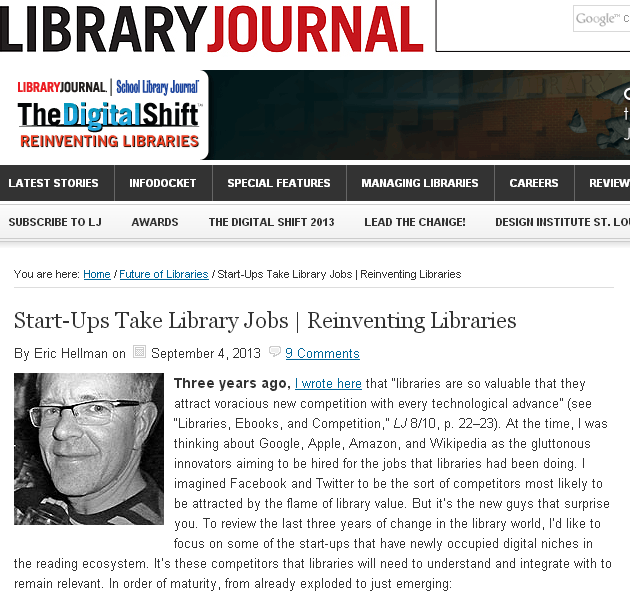 LIBRARYJOURNAL
Google™
LIBRARYJOURNAL. | School Library Journal
TheDigitalShift™
REINVENTING LIBRARIES
LATEST STORIES INFODOCKET SPECIAL FEATURES MANAGING LIBRARIES CAREERS REVIEW
SUBSCRIBE TO LJ AWARDS THE DIGITAL SHIFT 2013 LEAD THE CHANGE! DESIGN INSTITUTE ST. LOU
You are here: Home / Future of Libraries / Start-Ups Take Library Jobs | Reinventing Libraries
Start-Ups Take Library Jobs | Reinventing Libraries
By Eric Hellman on September 4, 2013 9 Comments
Three years ago, I wrote here that "libraries are so valuable that they
attract voracious new competition with every technological advance" (see
"Libraries, Ebooks, and Competition," LJ 8/10, p. 22–23). At the time, I was
thinking about Google, Apple, Amazon, and Wikipedia as the gluttonous
innovators aiming to be hired for the jobs that libraries had been doing. I
imagined Facebook and Twitter to be the sort of competitors most likely to
be attracted by the flame of library value. But it's the new guys that surprise
you. To review the last three years of change in the library world, I'd like to
focus on some of the start-ups that have newly occupied digital niches in
the reading ecosystem. It's these competitors that libraries will need to understand and integrate with to
remain relevant. In order of maturity, from already exploded to just emerging: